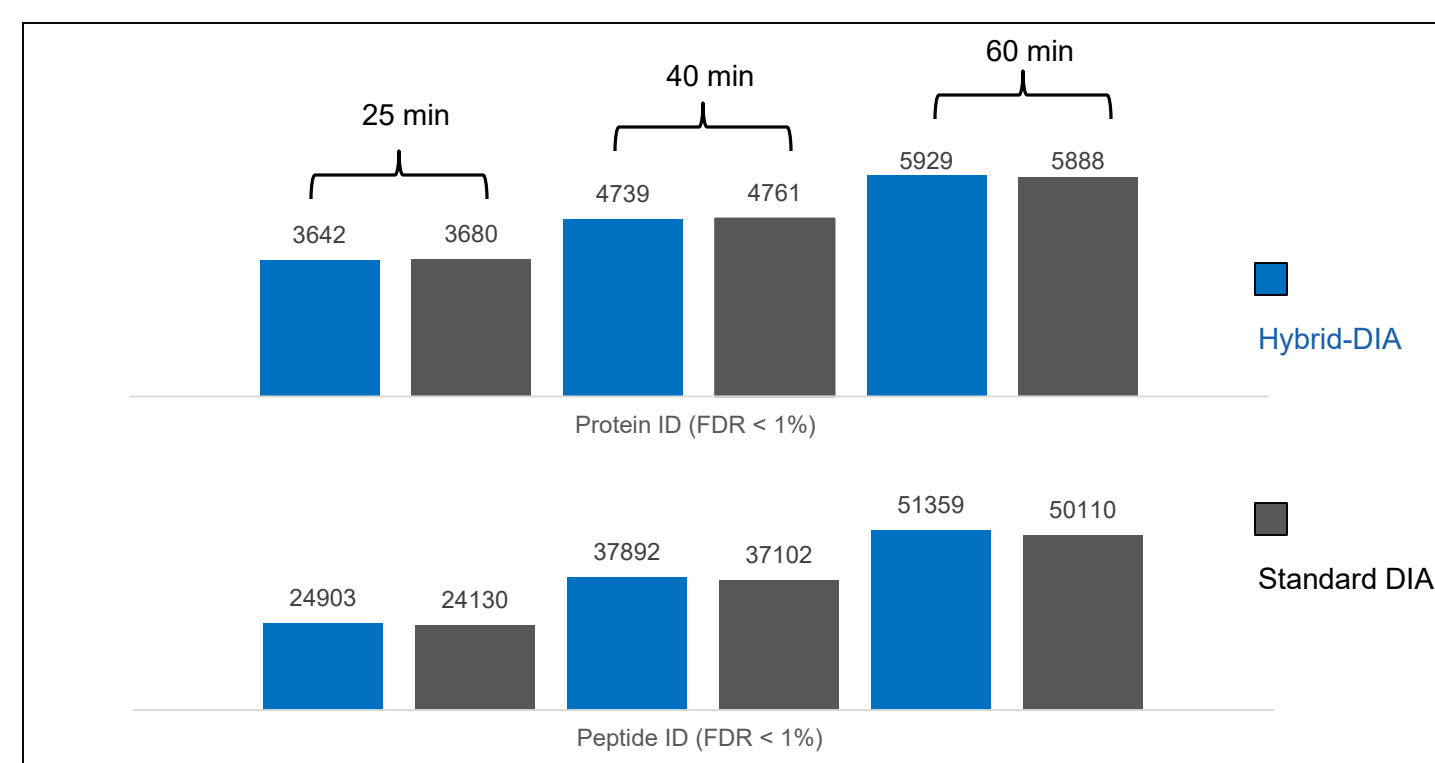 60 min
40 min
25 min
5929 5888
4739 4761
3642 3680
Hybrid-DIA
Protein ID (FDR < 1%)
51359 50110
37892 37102
Standard DIA
24903 24130
Peptide ID (FDR < 1%)